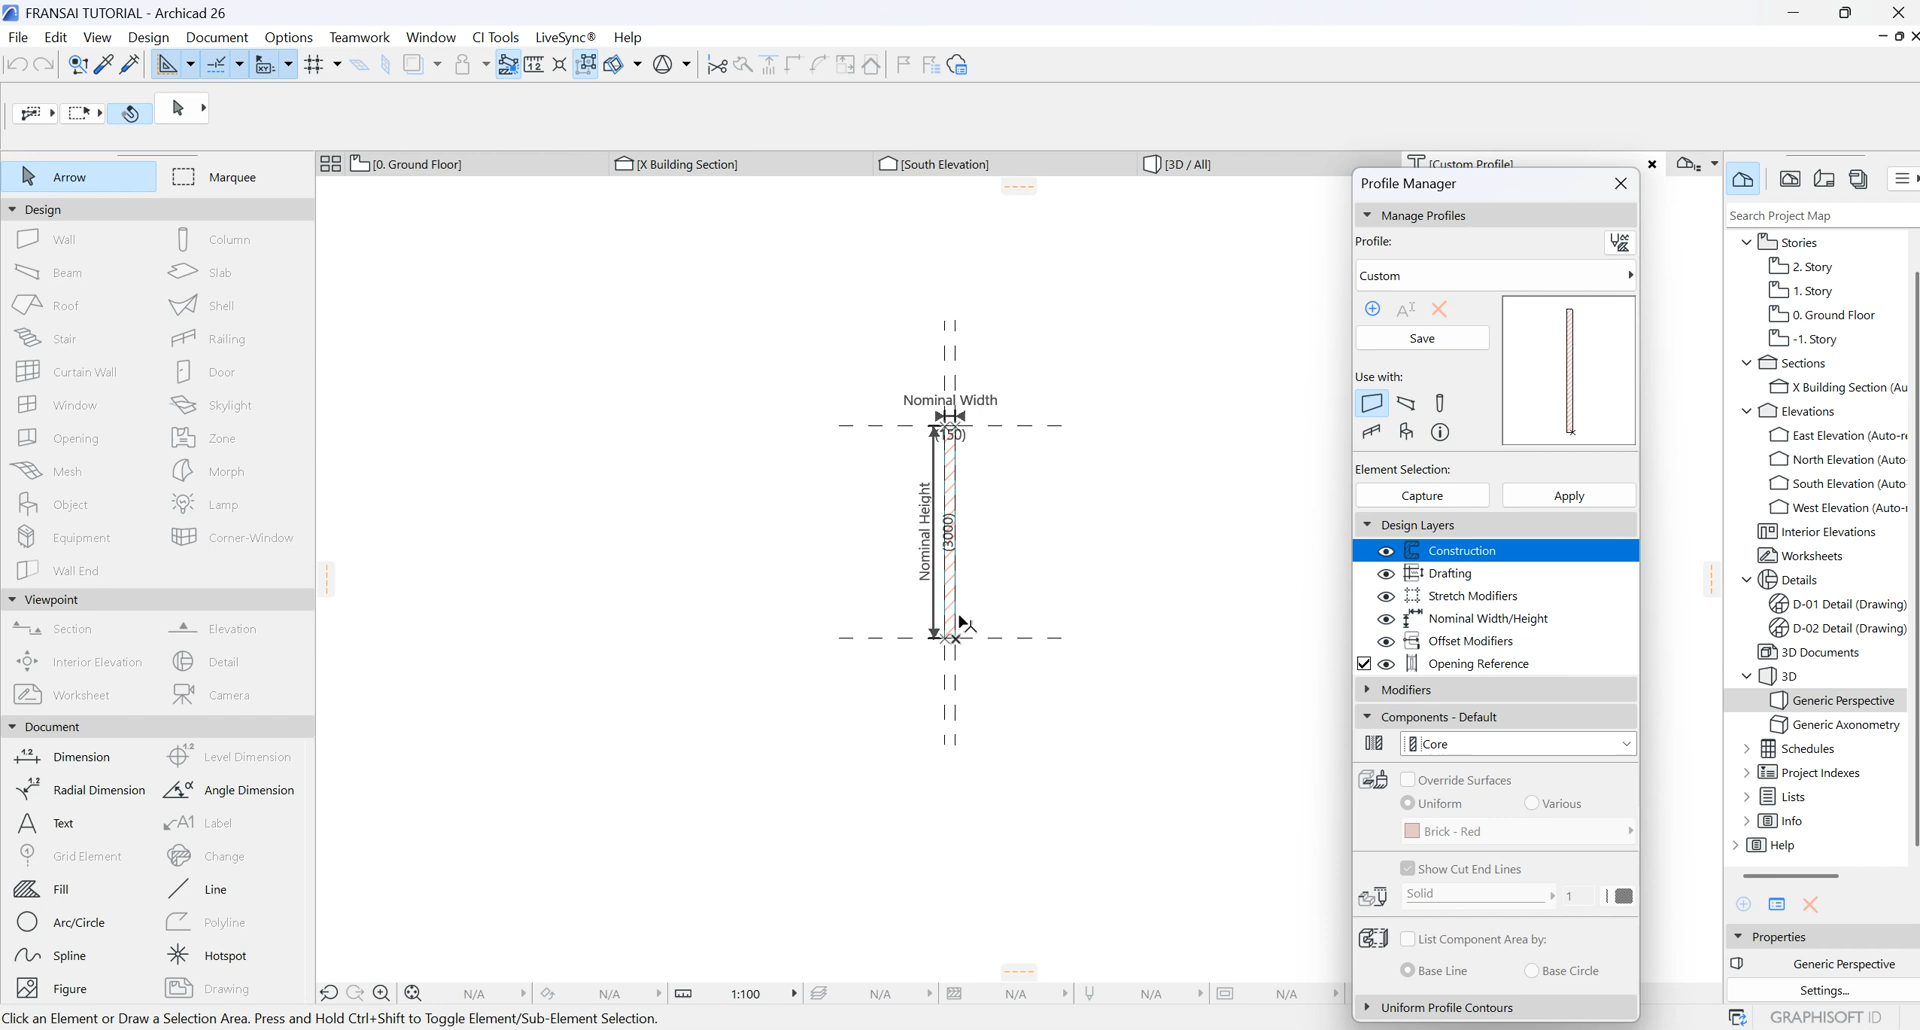 FRANSAI TUTORIAL - Archicad 26
File Edit View Design Document Options Teamwork Window CI Tools LiveSync® Help
[0. Ground Floor] [X Building Section] [South Elevation] [3D / All] [Custom Profile]
Arrow Marquee
Design
Wall Column
Beam Slab
Roof Shell
Stair Railing
Curtain Wall Door
Window Skylight
Opening Zone
Mesh Morph
Object Lamp
Equipment Corner-Window
Wall End
Viewpoint
Section Elevation
Interior Elevation Detail
Worksheet Camera
Document
1.2 Dimension 1.2 Level Dimension
1.2 Radial Dimension Angle Dimension
A Text A1 Label
Grid Element Change
Fill Line
Arc/Circle Polyline
Spline Hotspot
Figure Drawing
Nominal Width
(150)
Nominal Height
(3000)
Profile Manager
Manage Profiles
Profile:
Custom
Save
Use with:
Element Selection:
Capture Apply
Design Layers
Construction
Drafting
Stretch Modifiers
Nominal Width/Height
Offset Modifiers
Opening Reference
Modifiers
Components - Default
Core
Override Surfaces
Uniform Various
Brick - Red
Show Cut End Lines
Solid 1
List Component Area by:
Base Line Base Circle
Uniform Profile Contours
Search Project Map
Stories
2. Story
1. Story
0. Ground Floor
-1. Story
Sections
X Building Section (Au
Elevations
East Elevation (Auto-r
North Elevation (Auto
South Elevation (Auto
West Elevation (Auto-
Interior Elevations
Worksheets
Details
D-01 Detail (Drawing)
D-02 Detail (Drawing)
3D Documents
3D
Generic Perspective
Generic Axonometry
Schedules
Project Indexes
Lists
Info
Help
Properties
Generic Perspective
Settings...
N/A N/A 1:100 N/A N/A N/A N/A
Click an Element or Draw a Selection Area. Press and Hold Ctrl+Shift to Toggle Element/Sub-Element Selection.
GRAPHISOFT ID